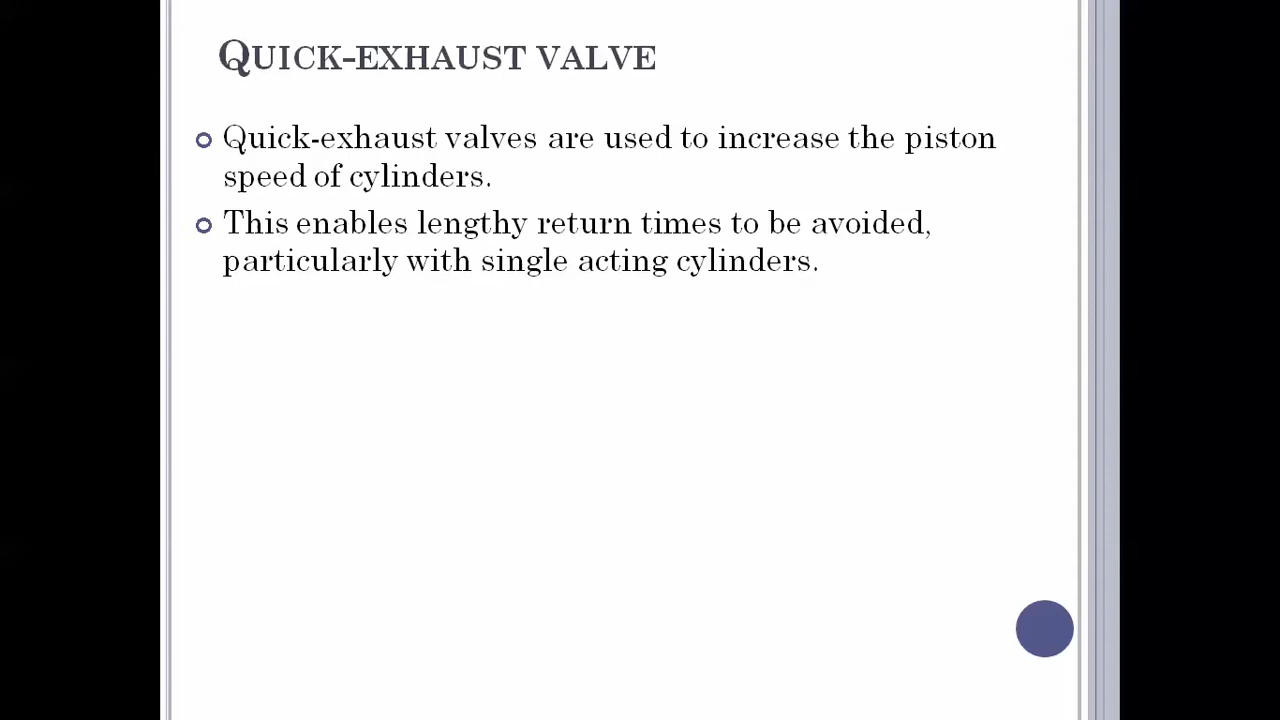 QUICK-EXHAUST VALVE
Quick-exhaust valves are used to increase the piston
speed of cylinders.
This enables lengthy return times to be avoided,
particularly with single acting cylinders.